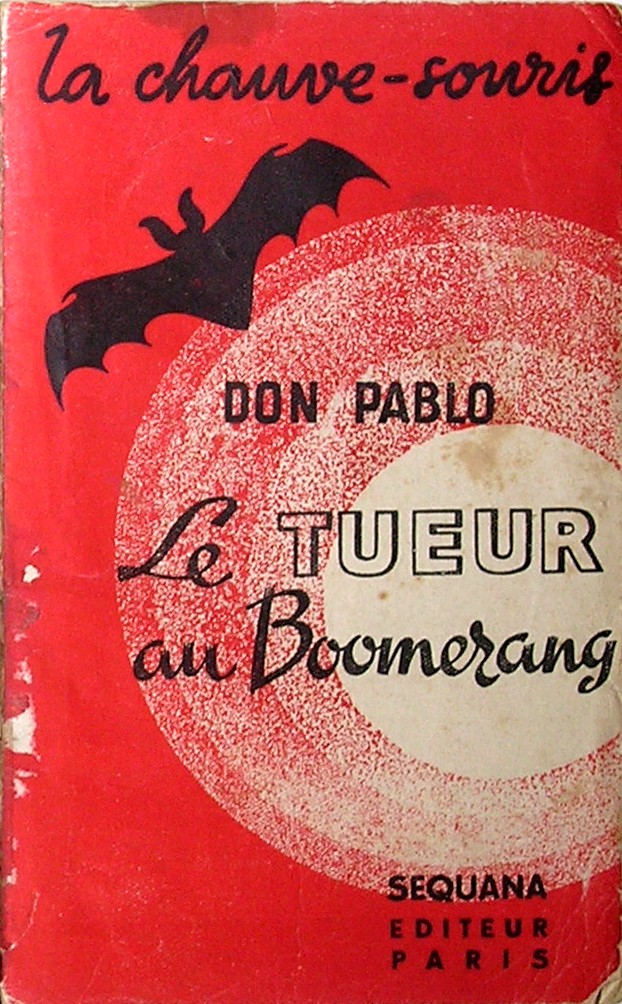 la chauve-souris
DON PABLO
Le TUEUR
au Boomerang
SEQUANA
EDITEUR
PARIS